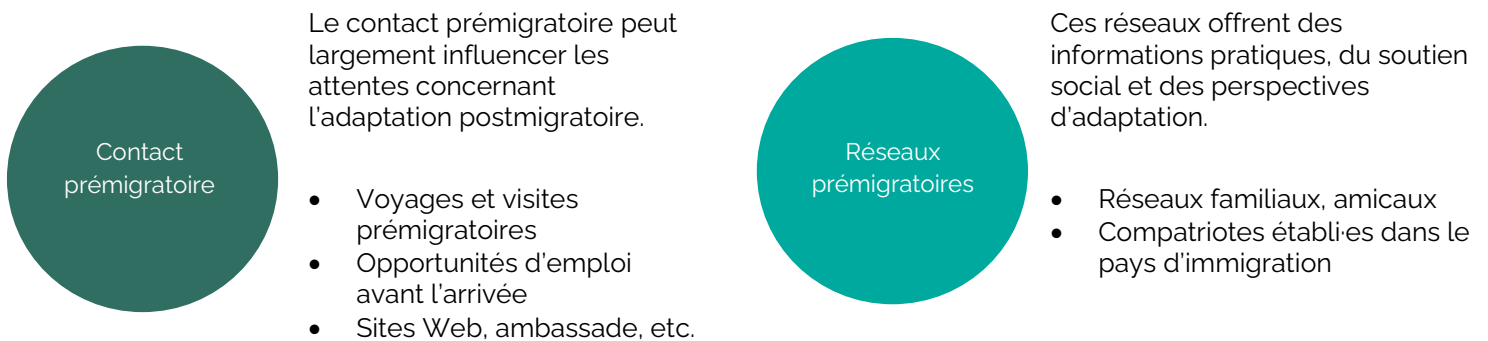 Contact
prémigratoire
Le contact prémigratoire peut
largement influencer les
attentes concernant
l’adaptation postmigratoire.
• Voyages et visites
prémigratoires
• Opportunités d’emploi
avant l’arrivée
• Sites Web, ambassade, etc.
Réseaux
prémigratoires
Ces réseaux offrent des
informations pratiques, du soutien
social et des perspectives
d’adaptation.
• Réseaux familiaux, amicaux
• Compatriotes établi·es dans le
pays d’immigration